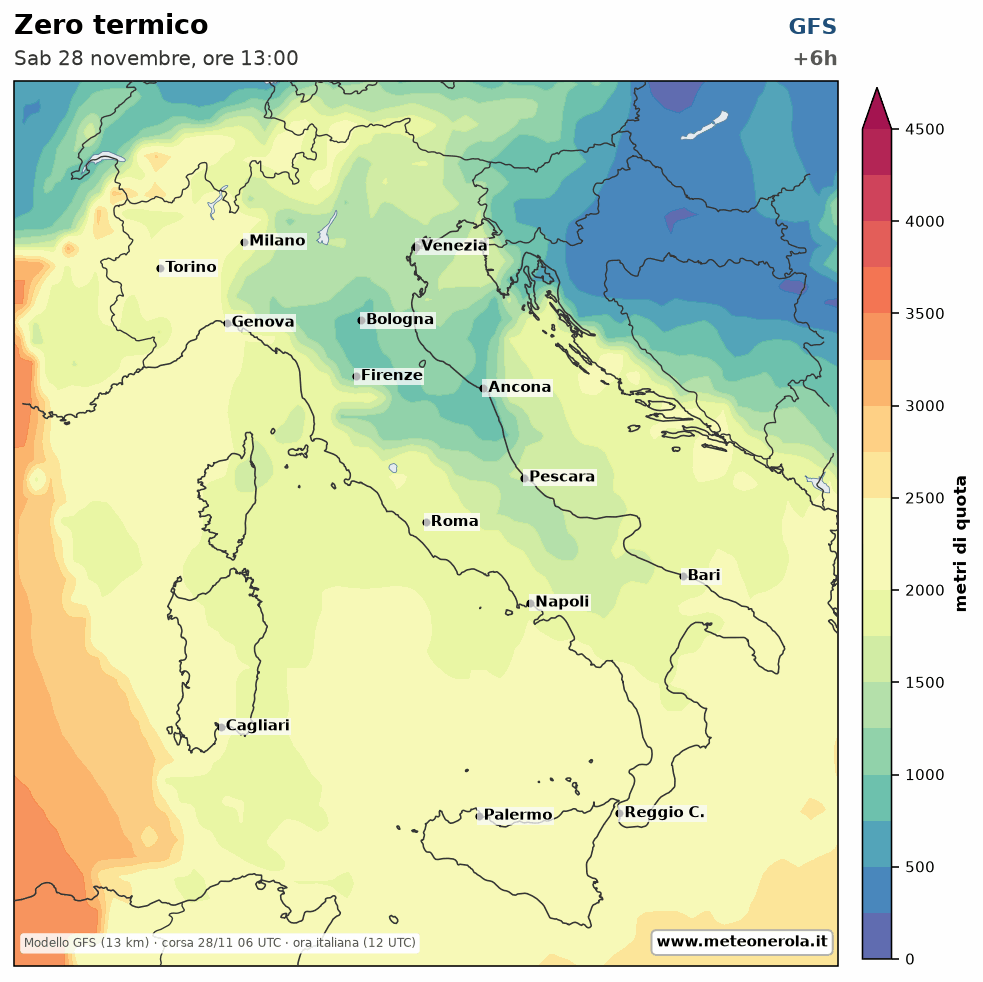 Zero termico
GFS
Sab 28 novembre, ore 13:00
+6h
Milano
Venezia
Torino
Genova
Bologna
Firenze
Ancona
Pescara
Roma
Bari
Napoli
Cagliari
Palermo
Reggio C.
4500
4000
3500
3000
2500
2000
1500
1000
500
0
metri di quota
Modello GFS (13 km) · corsa 28/11 06 UTC · ora italiana (12 UTC)
www.meteonerola.it